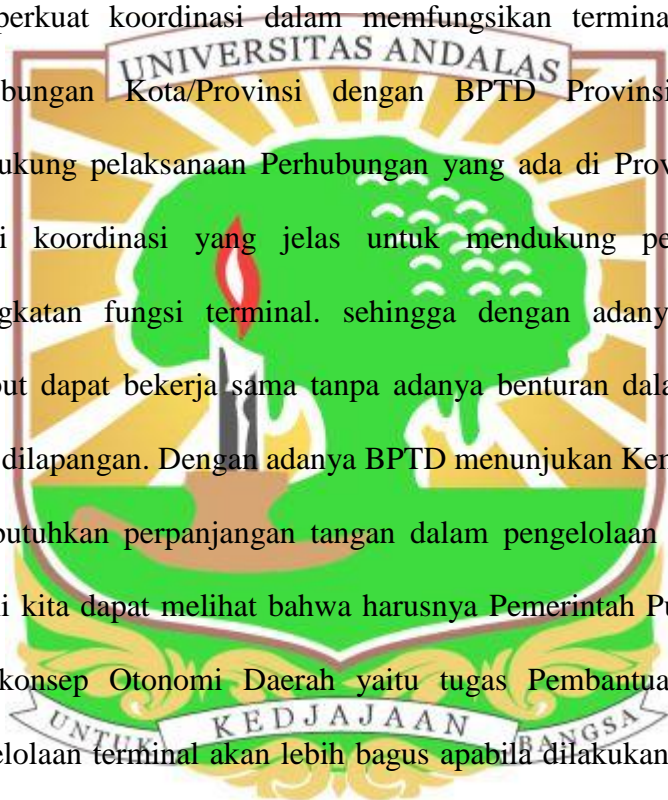 perkuat koordinasi dalam memfungsikan termina
UNIVERSITAS ANDALAS
bungan Kota/Provinsi dengan BPTD Provinsi
ukung pelaksanaan Perhubungan yang ada di Prov
i koordinasi yang jelas untuk mendukung pe
gkatan fungsi terminal. sehingga dengan adany
but dapat bekerja sama tanpa adanya benturan dala
dilapangan. Dengan adanya BPTD menunjukan Ken
butuhkan perpanjangan tangan dalam pengelolaan
i kita dapat melihat bahwa harusnya Pemerintah Pu
konsep Otonomi Daerah yaitu tugas Pembantua
UNTUK KEDJAJAAN BANGSA
elolaan terminal akan lebih bagus apabila dilakukan